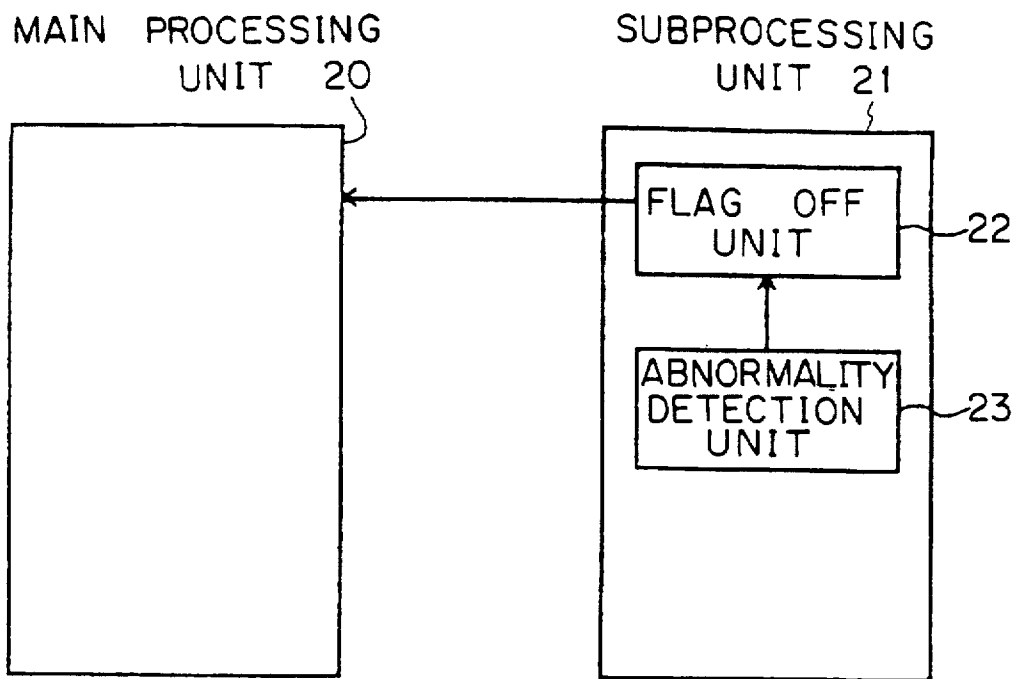 MAIN PROCESSING
UNIT 20
SUBPROCESSING
UNIT 21
FLAG OFF
UNIT
22
ABNORMALITY
DETECTION
UNIT
23